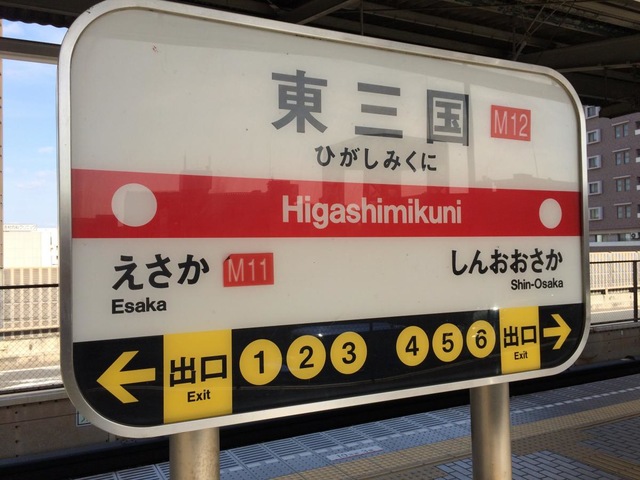 東三国 M12
ひがしみくに
Higashimikuni
えさか M11
Esaka
しんおおさか
Shin-Osaka
← 出口 1 2 3 4 5 6 出口 →
Exit Exit